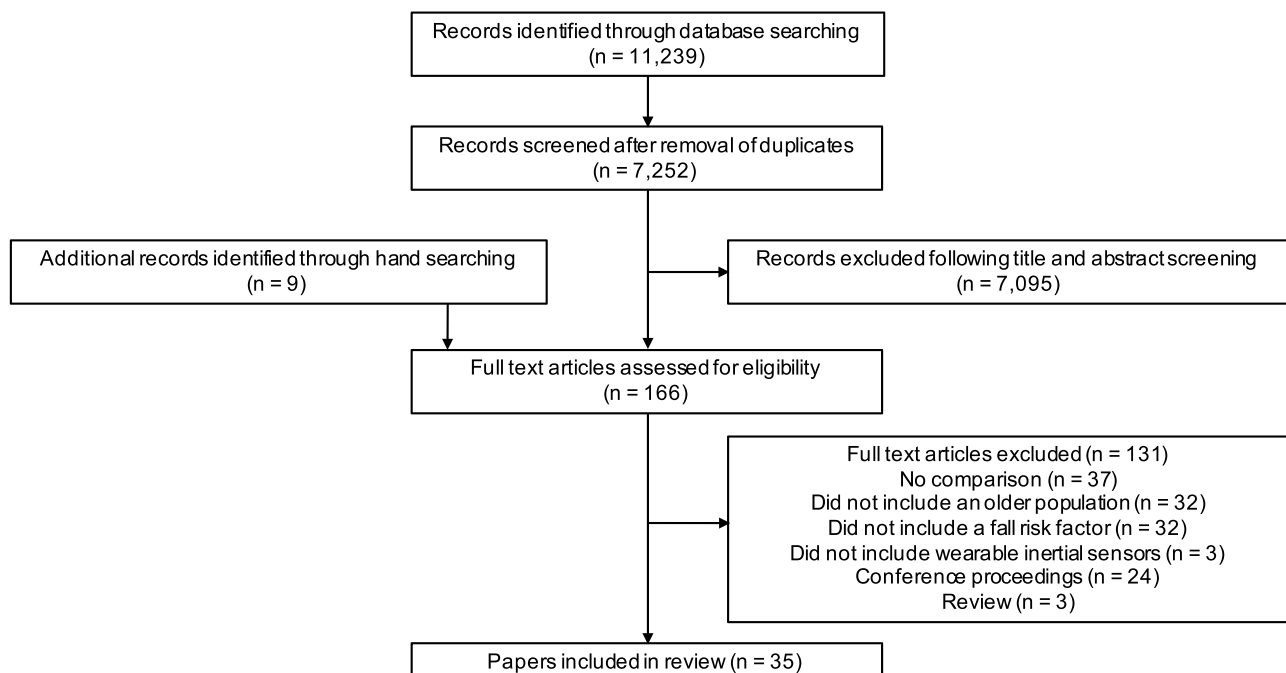 Records identified through database searching
(n = 11,239)
Records screened after removal of duplicates
(n = 7,252)
Additional records identified through hand searching
(n = 9)
Records excluded following title and abstract screening
(n = 7,095)
Full text articles assessed for eligibility
(n = 166)
Full text articles excluded (n = 131)
No comparison (n = 37)
Did not include an older population (n = 32)
Did not include a fall risk factor (n = 32)
Did not include wearable inertial sensors (n = 3)
Conference proceedings (n = 24)
Review (n = 3)
Papers included in review (n = 35)